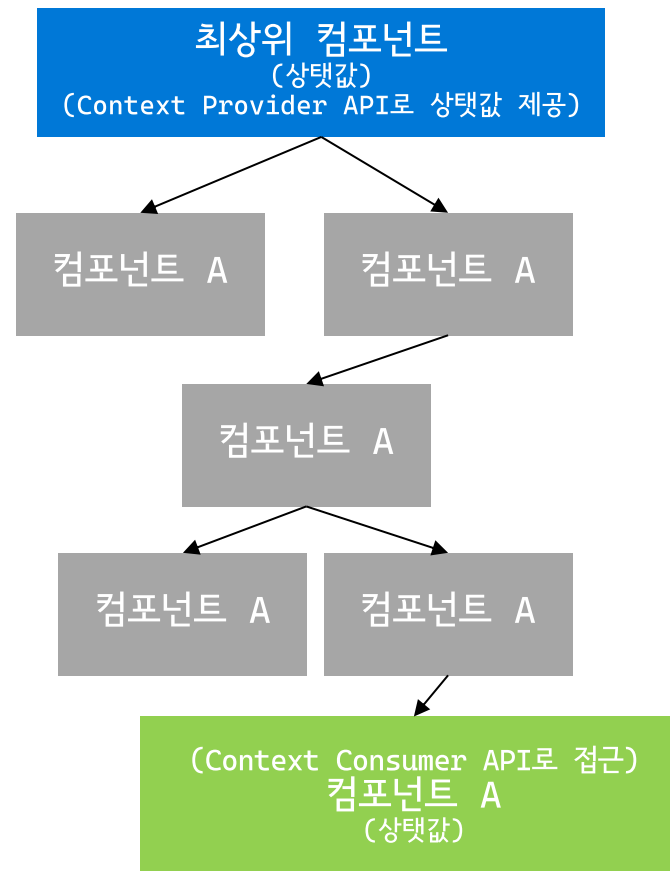 최상위 컴포넌트
(상탯값)
(Context Provider API로 상탯값 제공)
컴포넌트 A
컴포넌트 A
컴포넌트 A
컴포넌트 A
컴포넌트 A
(Context Consumer API로 접근)
컴포넌트 A
(상탯값)